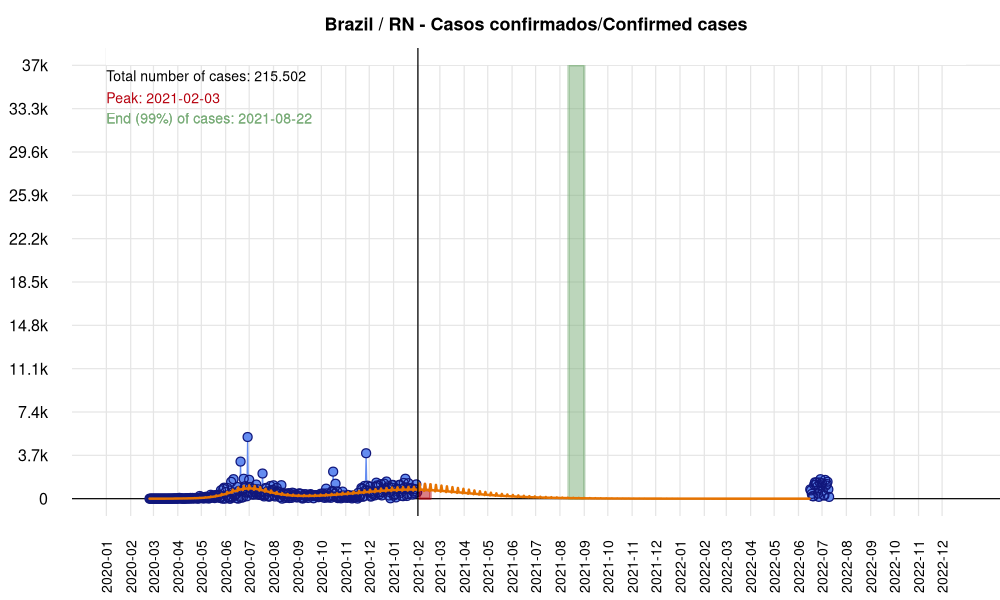 Brazil / RN - Casos confirmados/Confirmed cases
Total number of cases: 215.502
Peak: 2021-02-03
End (99%) of cases: 2021-08-22
37k
33.3k
29.6k
25.9k
22.2k
18.5k
14.8k
11.1k
7.4k
3.7k
0
2020-01
2020-02
2020-03
2020-04
2020-05
2020-06
2020-07
2020-08
2020-09
2020-10
2020-11
2020-12
2021-01
2021-02
2021-03
2021-04
2021-05
2021-06
2021-07
2021-08
2021-09
2021-10
2021-11
2021-12
2022-01
2022-02
2022-03
2022-04
2022-05
2022-06
2022-07
2022-08
2022-09
2022-10
2022-11
2022-12